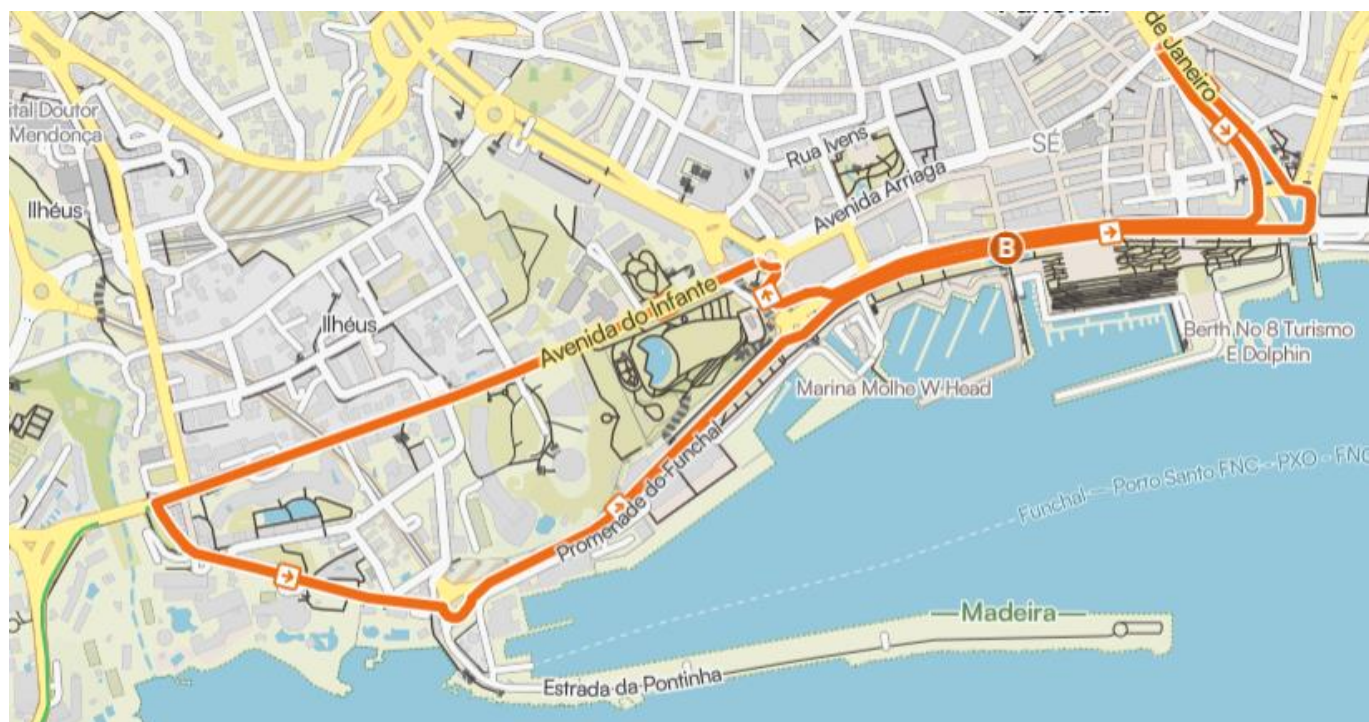 de Janeiro
ital Doutor
Mendonça
Rua Ivens
SÉ
Avenida Arriaga
Ilhéus
B
Avenida do Infante
Ilhéus
Berth No 8 Turismo
E Dolphin
Marina Molhe W Head
Promenade do Funchal
Funchal — Porto Santo FNC - PXO - FNC
Madeira
Estrada da Pontinha